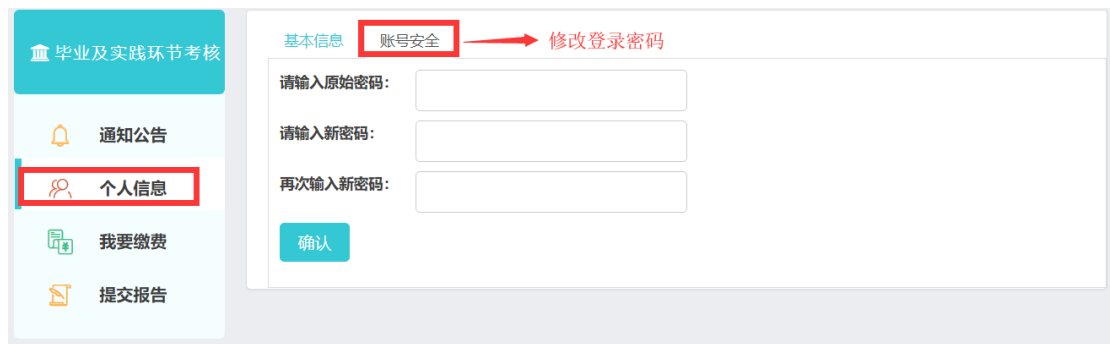 毕业及实践环节考核
通知公告
个人信息
我要缴费
提交报告
基本信息 账号安全 修改登录密码
请输入原始密码：
请输入新密码：
再次输入新密码：
确认